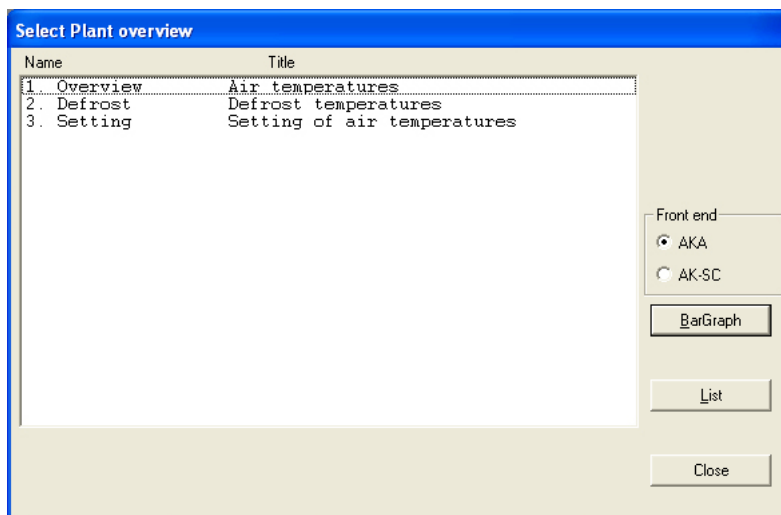 Select Plant overview
Name Title
1. Overview Air temperatures
2. Defrost Defrost temperatures
3. Setting Setting of air temperatures
Front end
AKA
AK-SC
BarGraph
List
Close